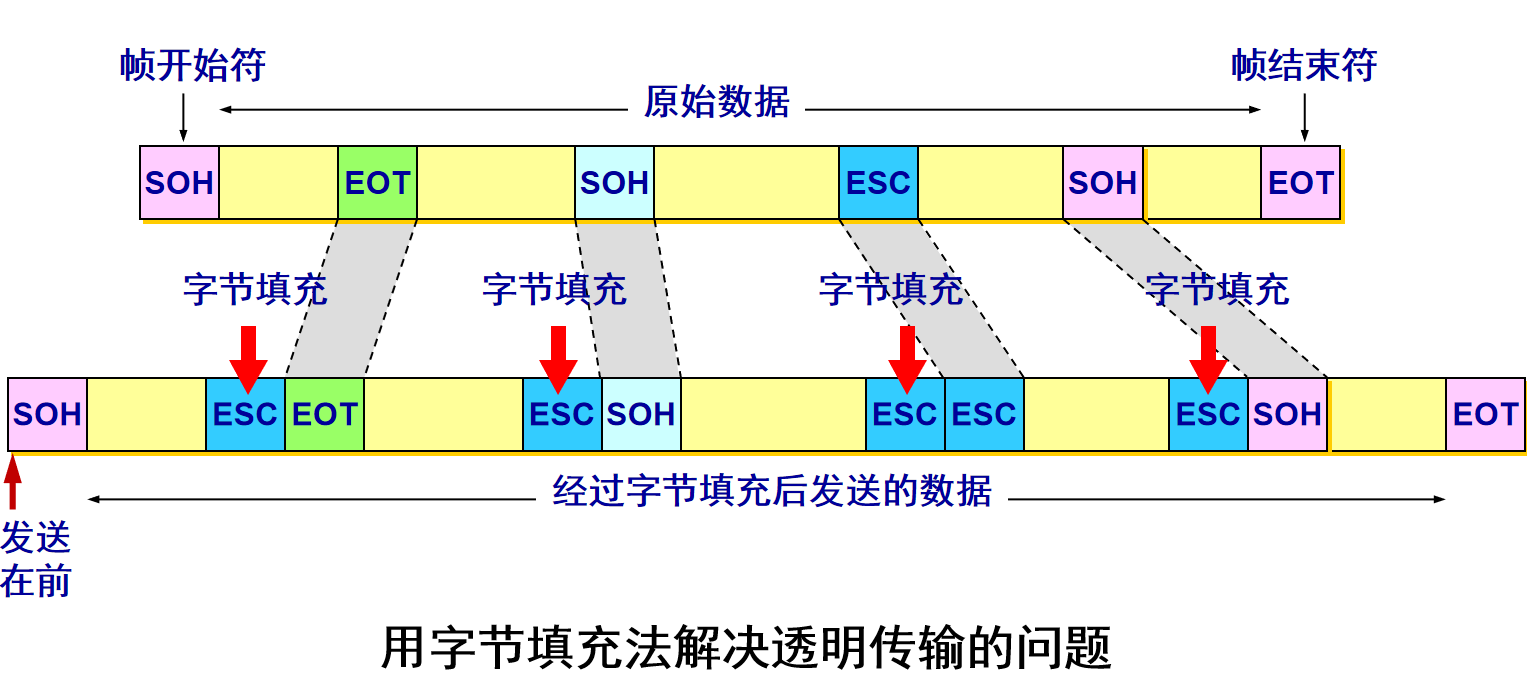 帧开始符
帧结束符
原始数据
SOH EOT SOH ESC SOH EOT
字节填充 字节填充 字节填充 字节填充
SOH ESC EOT ESC SOH ESC ESC ESC SOH EOT
经过字节填充后发送的数据
发送
在前
用字节填充法解决透明传输的问题